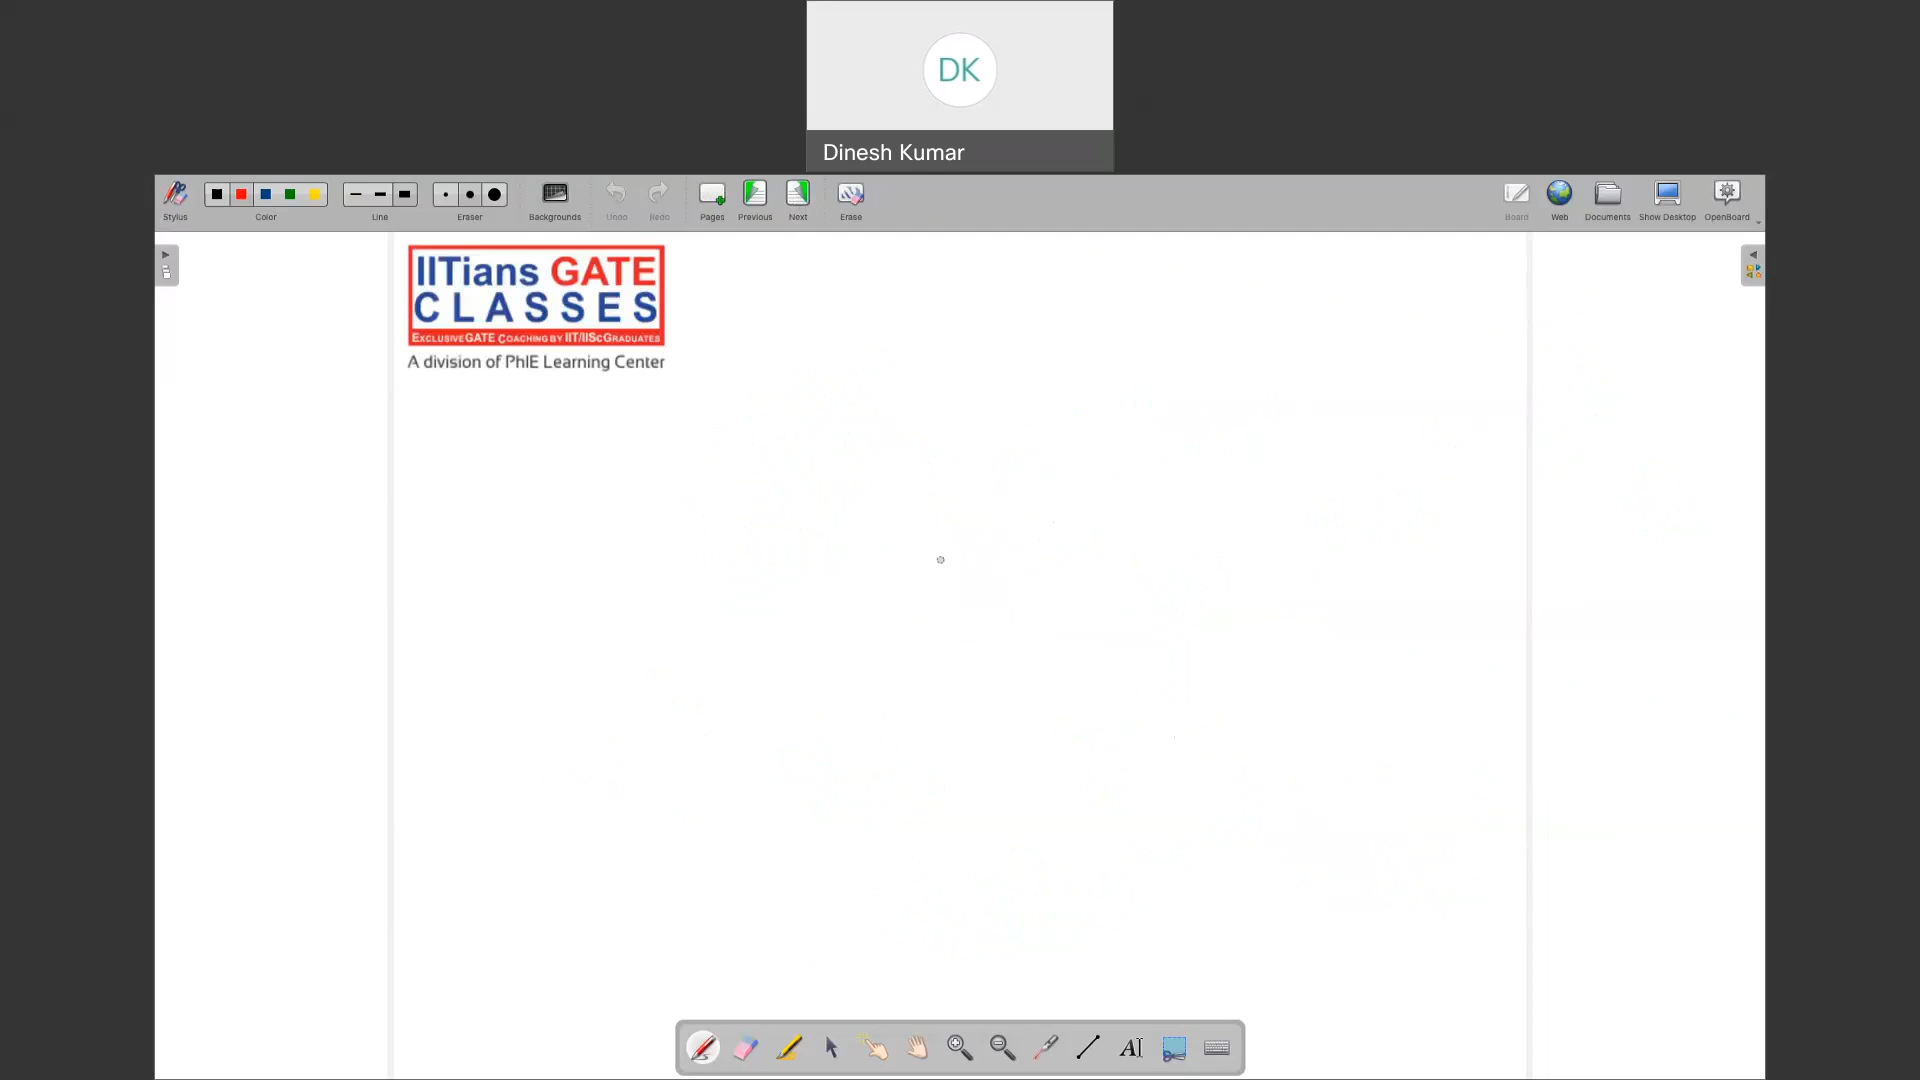 DK
Dinesh Kumar
Stylus
Color
Line
Eraser
Backgrounds
Undo
Redo
Pages
Previous
Next
Erase
Board
Web
Documents
Show Desktop
OpenBoard
IITians GATE
CLASSES
EXCLUSIVE GATE COACHING BY IIT/IISc GRADUATES
A division of PhIE Learning Center
AI